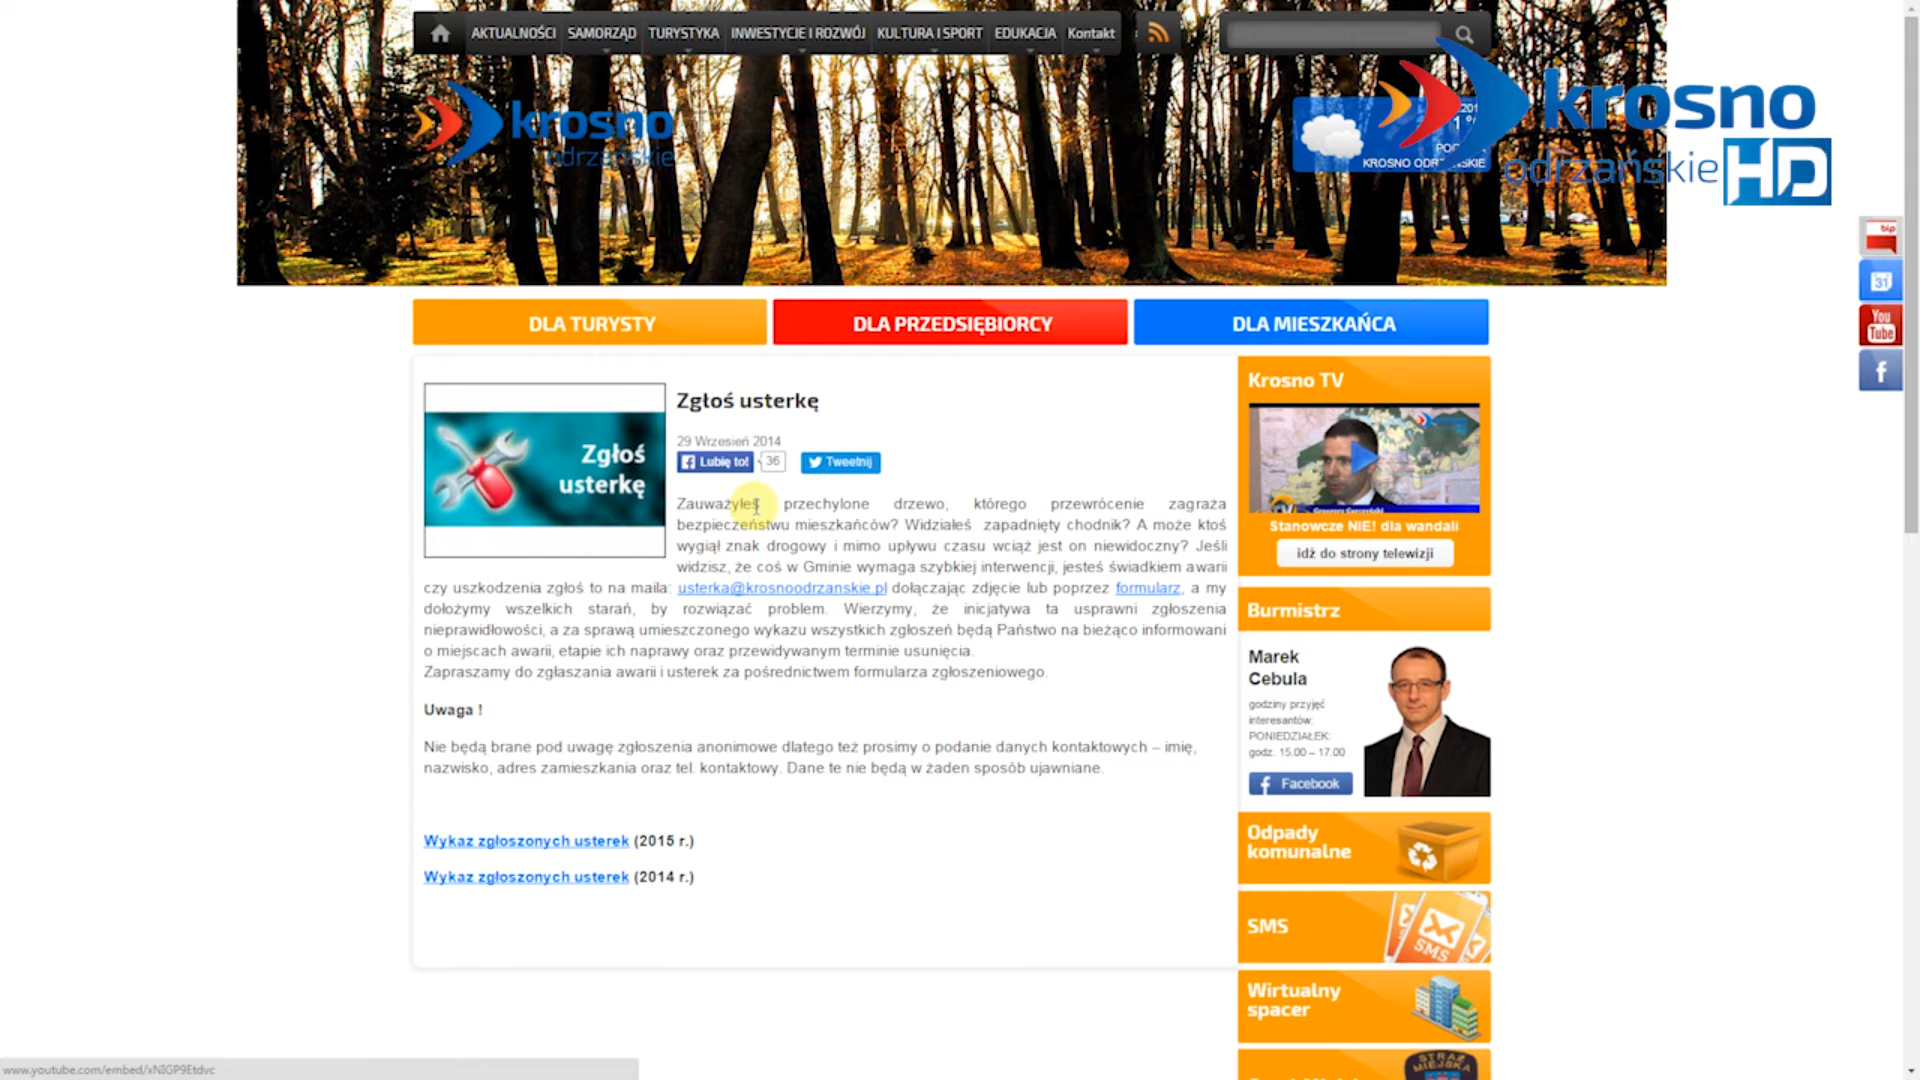 AKTUALNOŚCI SAMORZĄD TURYSTYKA INWESTYCJE I ROZWÓJ KULTURA I SPORT EDUKACJA Kontakt
krosno
odrzańskie
KROSNO ODRZ
krosno
odrzańskie HD
bip
31
You
Tube
DLA TURYSTY
DLA PRZEDSIĘBIORCY
DLA MIESZKAŃCA
Zgłoś
usterkę
Zgłoś usterkę
29 Wrzesień 2014
Lubię to! 36 Tweetnij
Zauważyłeś przechylone drzewo, którego przewrócenie zagraża
bezpieczeństwu mieszkańców? Widziałeś zapadnięty chodnik? A może ktoś
wygiął znak drogowy i mimo upływu czasu wciąż jest on niewidoczny? Jeśli
widzisz, że coś w Gminie wymaga szybkiej interwencji, jesteś świadkiem awarii
czy uszkodzenia zgłoś to na maila: usterka@krosnoodrzanskie.pl dołączając zdjęcie lub poprzez formularz, a my
dołożymy wszelkich starań, by rozwiązać problem. Wierzymy, że inicjatywa ta usprawni zgłoszenia
nieprawidłowości, a za sprawą umieszczonego wykazu wszystkich zgłoszeń będą Państwo na bieżąco informowani
o miejscach awarii, etapie ich naprawy oraz przewidywanym terminie usunięcia.
Zapraszamy do zgłaszania awarii i usterek za pośrednictwem formularza zgłoszeniowego.
Uwaga !
Nie będą brane pod uwagę zgłoszenia anonimowe dlatego też prosimy o podanie danych kontaktowych – imię,
nazwisko, adres zamieszkania oraz tel. kontaktowy. Dane te nie będą w żaden sposób ujawniane.
Wykaz zgłoszonych usterek (2015 r.)
Wykaz zgłoszonych usterek (2014 r.)
Krosno TV
Stanowcze NIE! dla wandali
idź do strony telewizji
Burmistrz
Marek
Cebula
godziny przyjęć
interesantów:
PONIEDZIAŁEK:
godz. 15.00 – 17.00
Facebook
Odpady
komunalne
SMS
SMS
Wirtualny
spacer
STRAŻ
MIEJSKA
www.youtube.com/embed/xNIGP9Etdvc